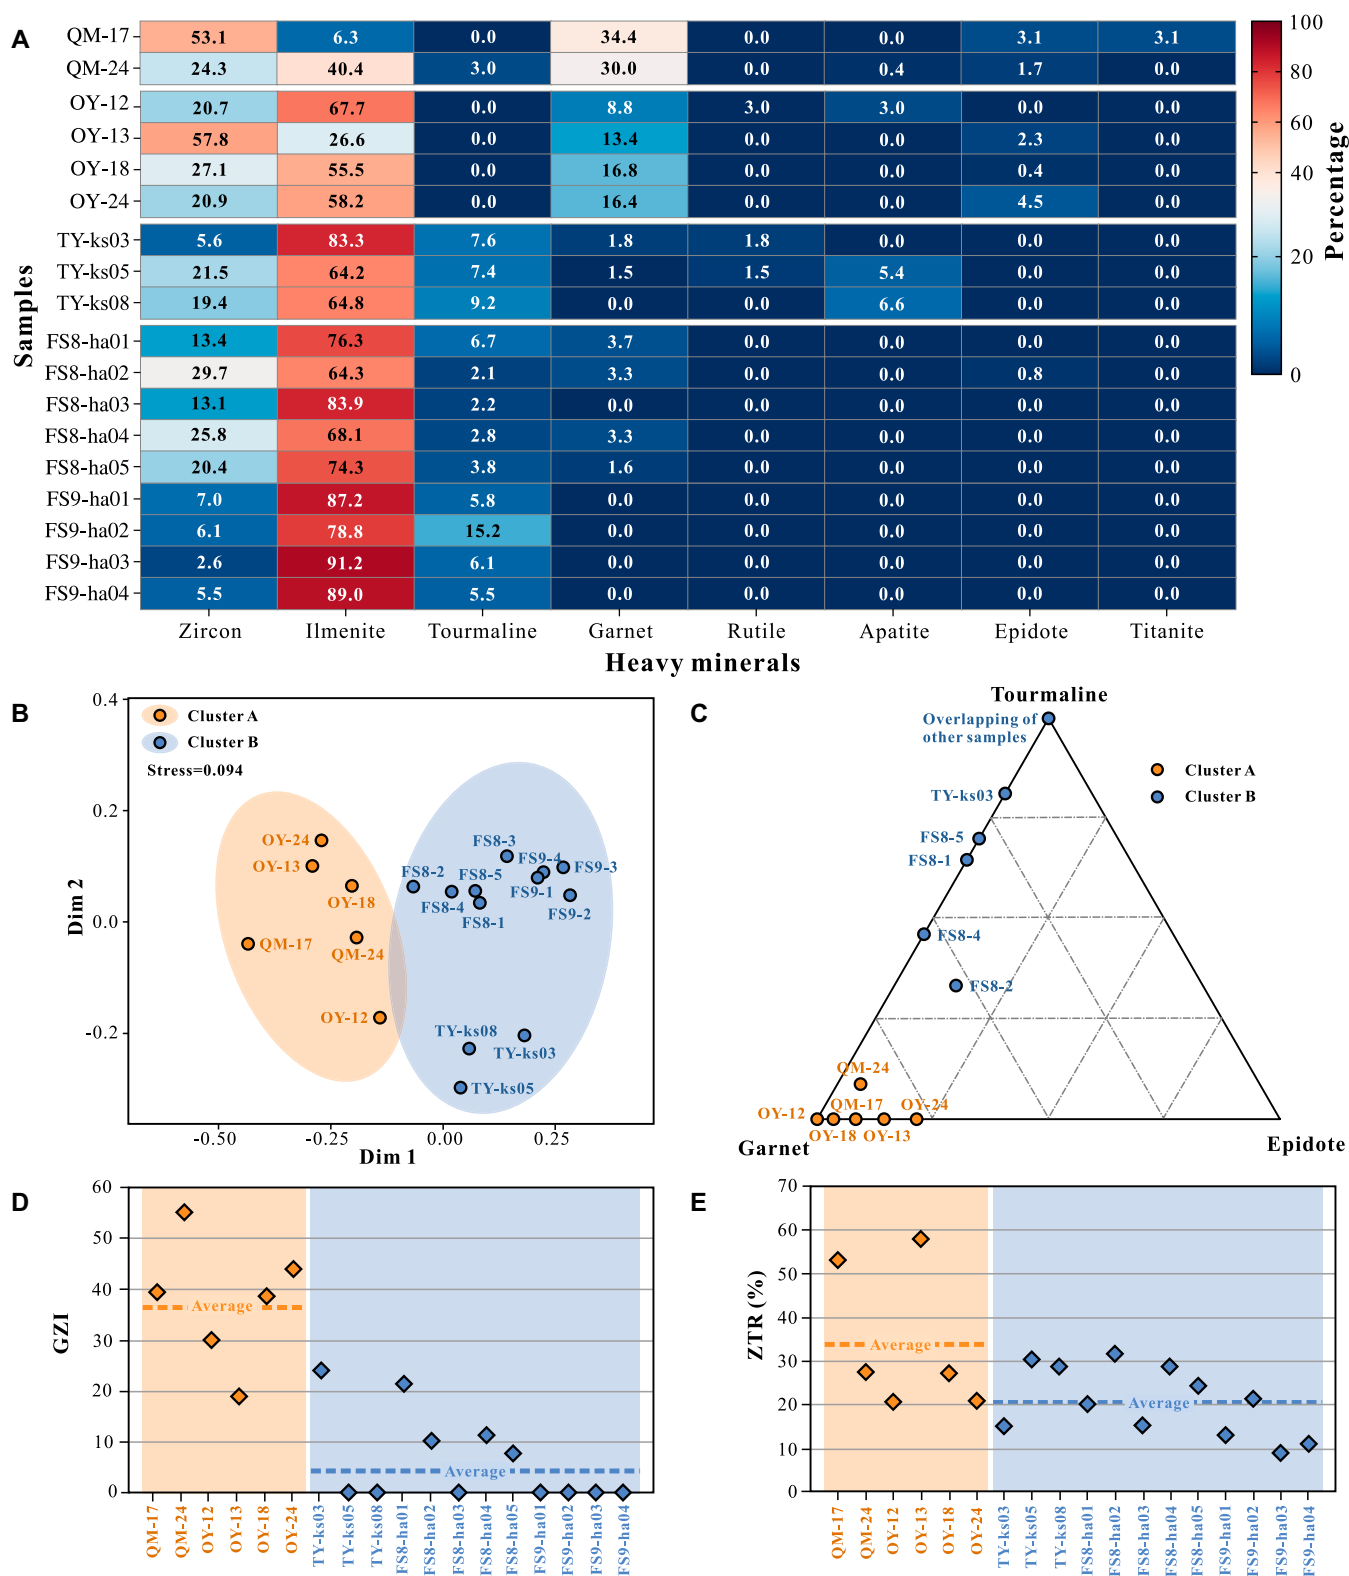 A
QM-17 53.1 6.3 0.0 34.4 0.0 0.0 3.1 3.1
QM-24 24.3 40.4 3.0 30.0 0.0 0.4 1.7 0.0
OY-12 20.7 67.7 0.0 8.8 3.0 3.0 0.0 0.0
OY-13 57.8 26.6 0.0 13.4 0.0 0.0 2.3 0.0
OY-18 27.1 55.5 0.0 16.8 0.0 0.0 0.4 0.0
OY-24 20.9 58.2 0.0 16.4 0.0 0.0 4.5 0.0
TY-ks03 5.6 83.3 7.6 1.8 1.8 0.0 0.0 0.0
TY-ks05 21.5 64.2 7.4 1.5 1.5 5.4 0.0 0.0
TY-ks08 19.4 64.8 9.2 0.0 0.0 6.6 0.0 0.0
FS8-ha01 13.4 76.3 6.7 3.7 0.0 0.0 0.0 0.0
FS8-ha02 29.7 64.3 2.1 3.3 0.0 0.0 0.8 0.0
FS8-ha03 13.1 83.9 2.2 0.0 0.0 0.0 0.0 0.0
FS8-ha04 25.8 68.1 2.8 3.3 0.0 0.0 0.0 0.0
FS8-ha05 20.4 74.3 3.8 1.6 0.0 0.0 0.0 0.0
FS9-ha01 7.0 87.2 5.8 0.0 0.0 0.0 0.0 0.0
FS9-ha02 6.1 78.8 15.2 0.0 0.0 0.0 0.0 0.0
FS9-ha03 2.6 91.2 6.1 0.0 0.0 0.0 0.0 0.0
FS9-ha04 5.5 89.0 5.5 0.0 0.0 0.0 0.0 0.0
Samples
Zircon Ilmenite Tourmaline Garnet Rutile Apatite Epidote Titanite
Heavy minerals
100
80
60
40
20
0
Percentage
B
0.4
0.2
0.0
-0.2
Dim 2
-0.50 -0.25 0.00 0.25
Dim 1
Cluster A
Cluster B
Stress=0.094
OY-24
OY-13
OY-18
QM-17
QM-24
OY-12
FS8-3
FS8-2
FS8-5
FS9-4
FS9-3
FS8-4
FS9-1
FS8-1
FS9-2
TY-ks08
TY-ks03
TY-ks05
C
Tourmaline
Overlapping of
other samples
Cluster A
Cluster B
TY-ks03
FS8-5
FS8-1
FS8-4
FS8-2
QM-24
OY-12
QM-17
OY-24
OY-18
OY-13
Garnet
Epidote
D
60
50
40
30
20
10
0
GZI
Average
Average
QM-17
QM-24
OY-12
OY-13
OY-18
OY-24
TY-ks03
TY-ks05
TY-ks08
FS8-ha01
FS8-ha02
FS8-ha03
FS8-ha04
FS8-ha05
FS9-ha01
FS9-ha02
FS9-ha03
FS9-ha04
E
70
60
50
40
30
20
10
0
ZTR (%)
Average
Average
QM-17
QM-24
OY-12
OY-13
OY-18
OY-24
TY-ks03
TY-ks05
TY-ks08
FS8-ha01
FS8-ha02
FS8-ha03
FS8-ha04
FS8-ha05
FS9-ha01
FS9-ha02
FS9-ha03
FS9-ha04